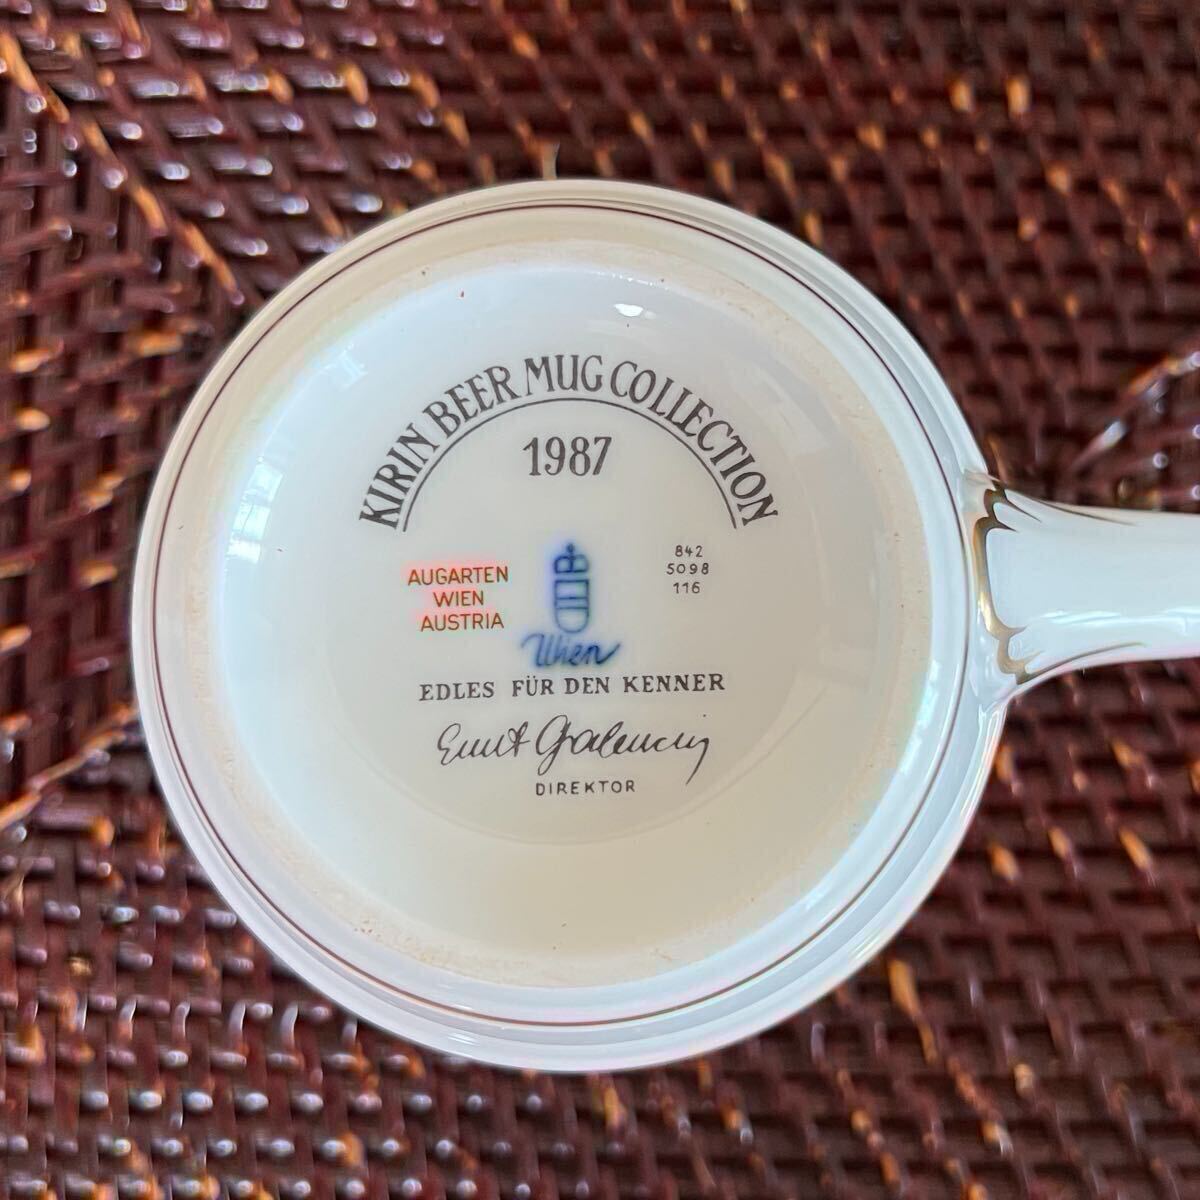 KIRIN BEER MUG COLLECTION
1987
AUGARTEN
WIEN
AUSTRIA
Wien
842
5098
116
EDLES FÜR DEN KENNER
DIREKTOR